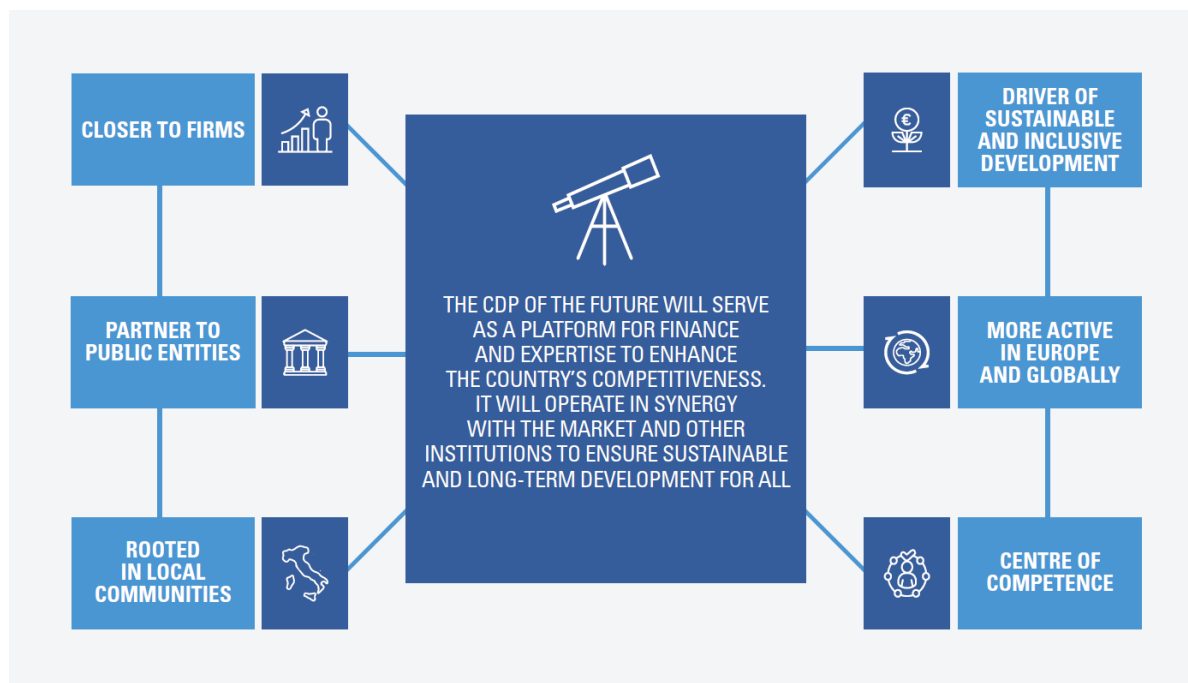 CLOSER TO FIRMS
PARTNER TO
PUBLIC ENTITIES
ROOTED
IN LOCAL
COMMUNITIES
THE CDP OF THE FUTURE WILL SERVE
AS A PLATFORM FOR FINANCE
AND EXPERTISE TO ENHANCE
THE COUNTRY'S COMPETITIVENESS.
IT WILL OPERATE IN SYNERGY
WITH THE MARKET AND OTHER
INSTITUTIONS TO ENSURE SUSTAINABLE
AND LONG-TERM DEVELOPMENT FOR ALL
€
DRIVER OF
SUSTAINABLE
AND INCLUSIVE
DEVELOPMENT
MORE ACTIVE
IN EUROPE
AND GLOBALLY
CENTRE OF
COMPETENCE